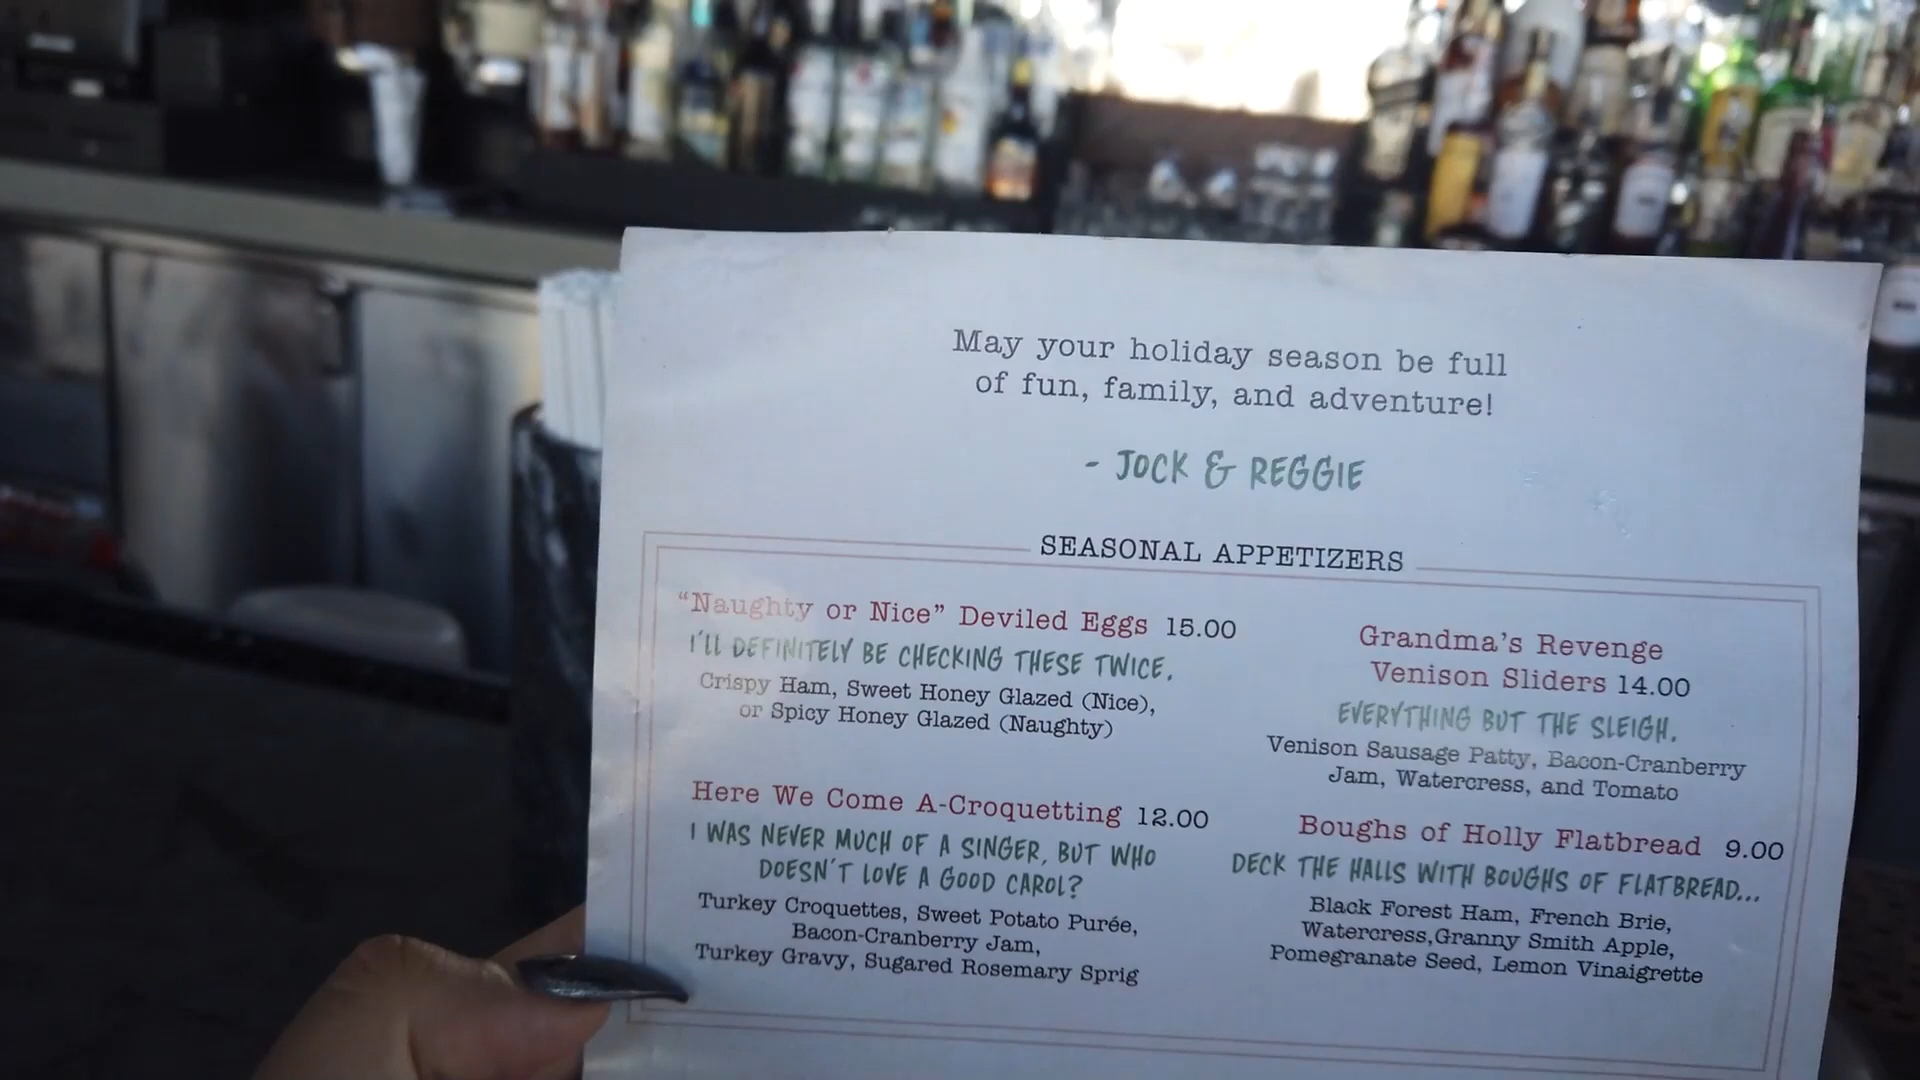 May your holiday season be full
of fun, family, and adventure!
- JOCK & REGGIE
SEASONAL APPETIZERS
“Naughty or Nice” Deviled Eggs 15.00
I'LL DEFINITELY BE CHECKING THESE TWICE.
Crispy Ham, Sweet Honey Glazed (Nice),
or Spicy Honey Glazed (Naughty)
Here We Come A-Croquetting 12.00
I WAS NEVER MUCH OF A SINGER, BUT WHO
DOESN'T LOVE A GOOD CAROL?
Turkey Croquettes, Sweet Potato Purée,
Bacon-Cranberry Jam,
Turkey Gravy, Sugared Rosemary Sprig
Grandma's Revenge
Venison Sliders 14.00
EVERYTHING BUT THE SLEIGH.
Venison Sausage Patty, Bacon-Cranberry
Jam, Watercress, and Tomato
Boughs of Holly Flatbread 9.00
DECK THE HALLS WITH BOUGHS OF FLATBREAD...
Black Forest Ham, French Brie,
Watercress,Granny Smith Apple,
Pomegranate Seed, Lemon Vinaigrette